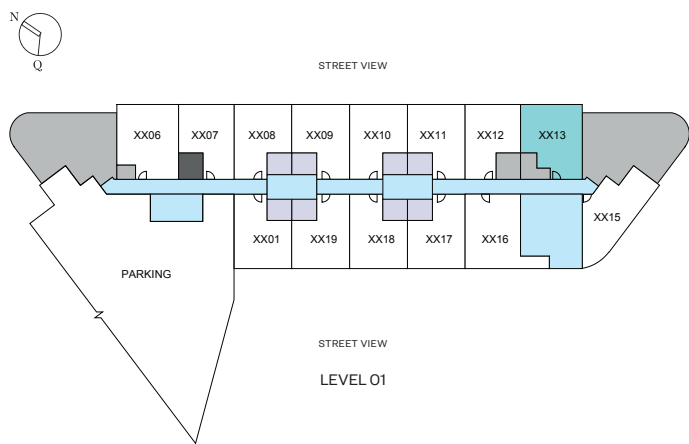 N
Q
STREET VIEW
XX06 XX07 XX08 XX09 XX10 XX11 XX12 XX13
XX01 XX19 XX18 XX17 XX16 XX15
PARKING
STREET VIEW
LEVEL 01